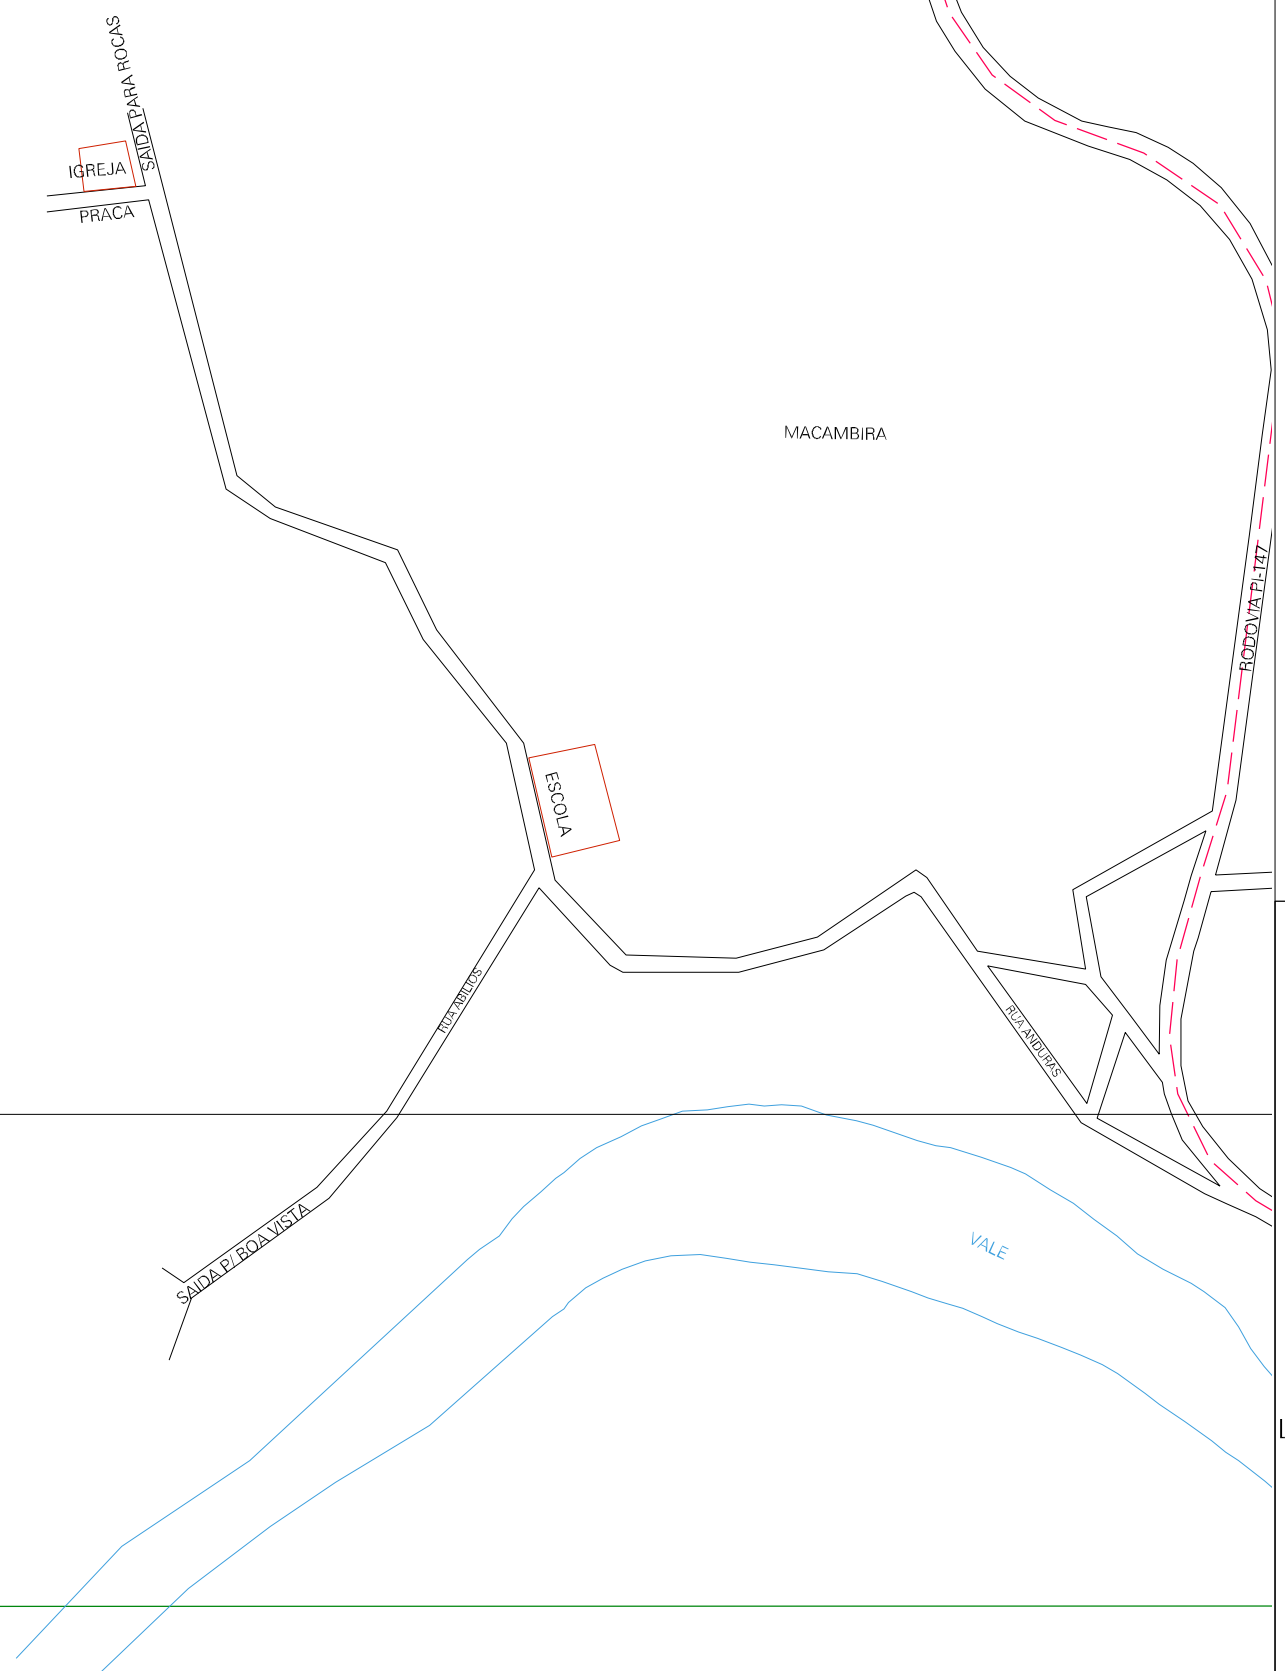 SAIDA PARA ROCAS
IGREJA
PRACA
MACAMBIRA
RODOVIA PI-147
ESCOLA
RUA ABILIOS
RUA ANDURAS
SAIDA P/ BOA VISTA
VALE